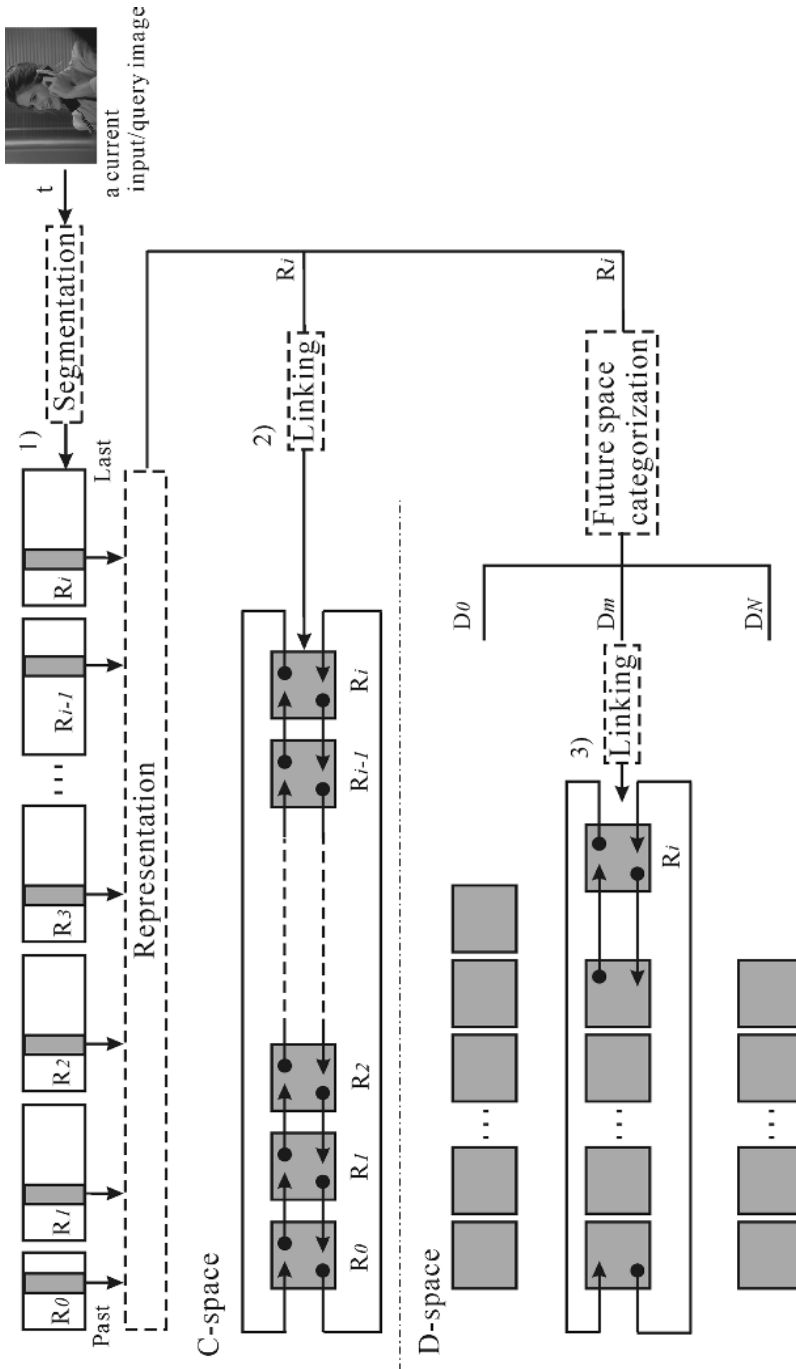 a current
input/query image
t
Segmentation
1)
Past
Last
R0
R1
R2
R3
...
Ri-1
Ri
Representation
C-space
R0
R1
R2
Ri-1
Ri
2)
Linking
Ri
D-space
...
...
...
Ri
3)
Linking
D0
Dm
DN
Future space
categorization
Ri